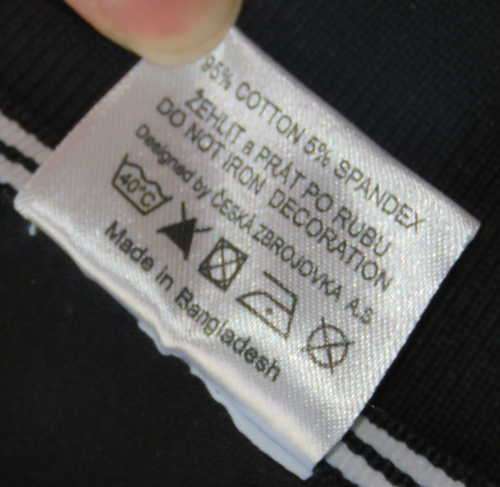 95% COTTON 5% SPANDEX
ŽEHLIT a PRÁT PO RUBU
DO NOT IRON DECORATION
Designed by ČESKÁ ZBROJOVKA A.S
40°C
Made in Bangladesh